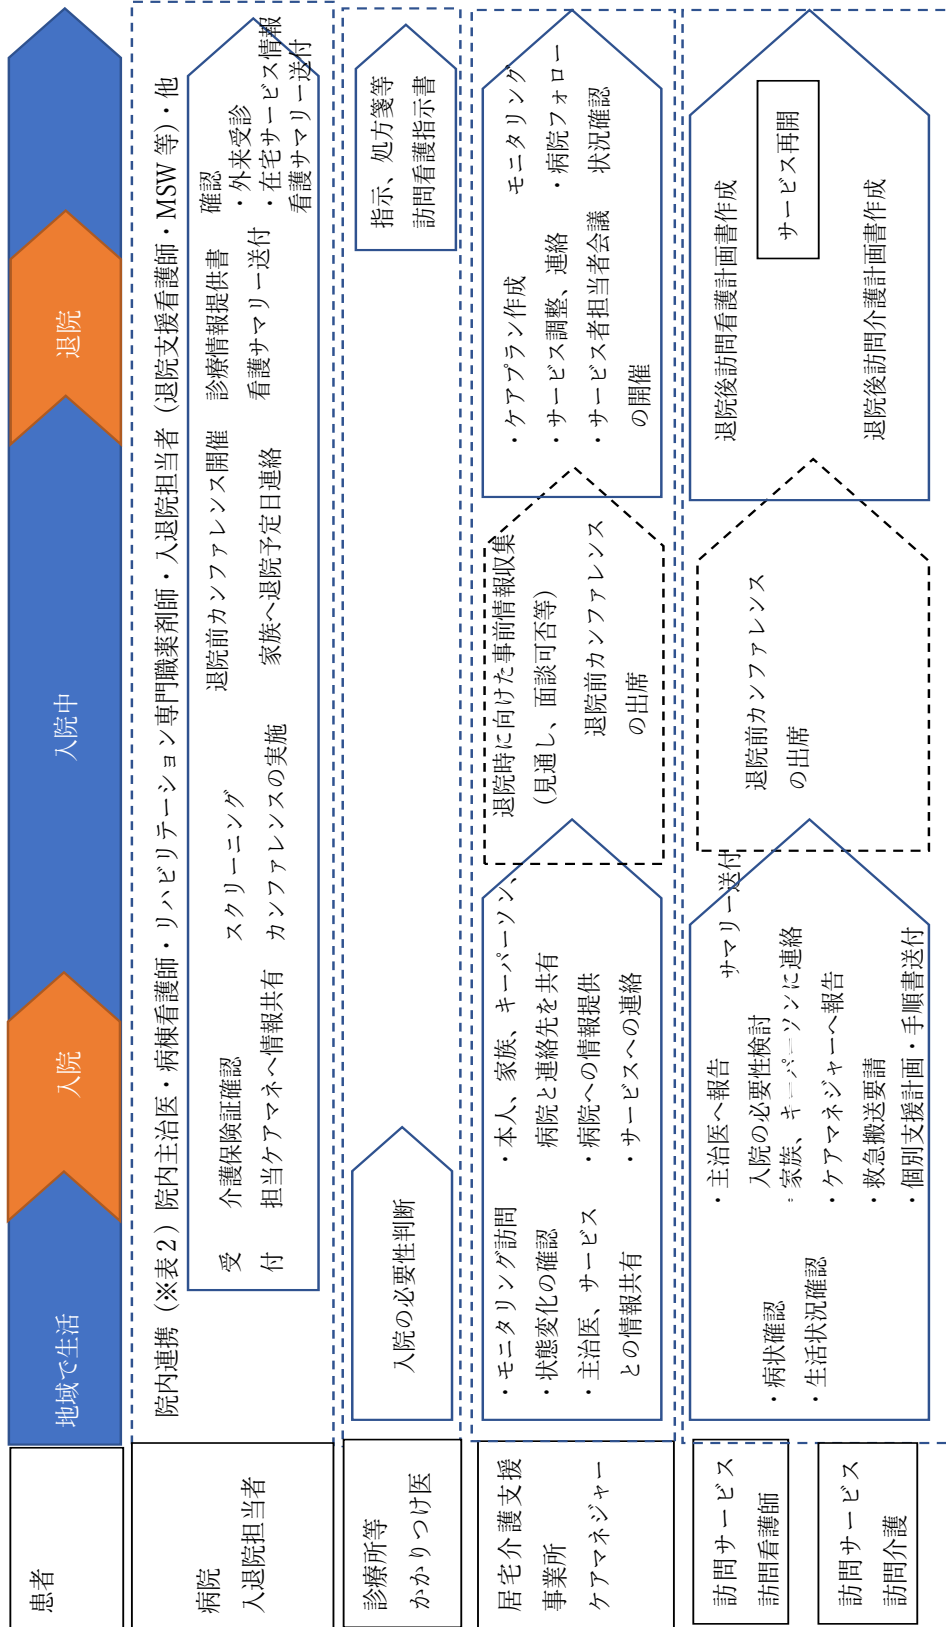 患者
地域で生活
入院
入院中
退院
病院
入退院担当者
院内連携（※表２）院内主治医・病棟看護師・リハビリテーション専門職薬剤師・入退院担当者（退院支援看護師・MSW 等）・他
受
付
介護保険証確認
担当ケアマネへ情報共有
スクリーニング
カンファレンスの実施
退院前カンファレンス開催
家族へ退院予定日連絡
診療情報提供書
看護サマリー送付
確認
・外来受診
・在宅サービス情報
看護サマリー送付
診療所等
かかりつけ医
入院の必要性判断
指示、処方箋等
訪問看護指示書
居宅介護支援
事業所
ケアマネジャー
・モニタリング訪問
・状態変化の確認
・主治医、サービス
との情報共有
・本人、家族、キーパーソン、
病院と連絡先を共有
・病院への情報提供
・サービスへの連絡
退院時に向けた事前情報収集
（見通し、面談可否等）
退院前カンファレンス
の出席
・ケアプラン作成
・サービス調整、連絡
・サービス者担当者会議
の開催
モニタリング
・病院フォロー
状況確認
訪問サービス
訪問看護師
訪問サービス
訪問介護
・病状確認
・生活状況確認
・主治医へ報告
サマリー送付
入院の必要性検討
家族、キーパーソンに連絡
・ケアマネジャーへ報告
・救急搬送要請
・個別支援計画・手順書送付
退院前カンファレンス
の出席
退院後訪問看護計画書作成
サービス再開
退院後訪問介護計画書作成